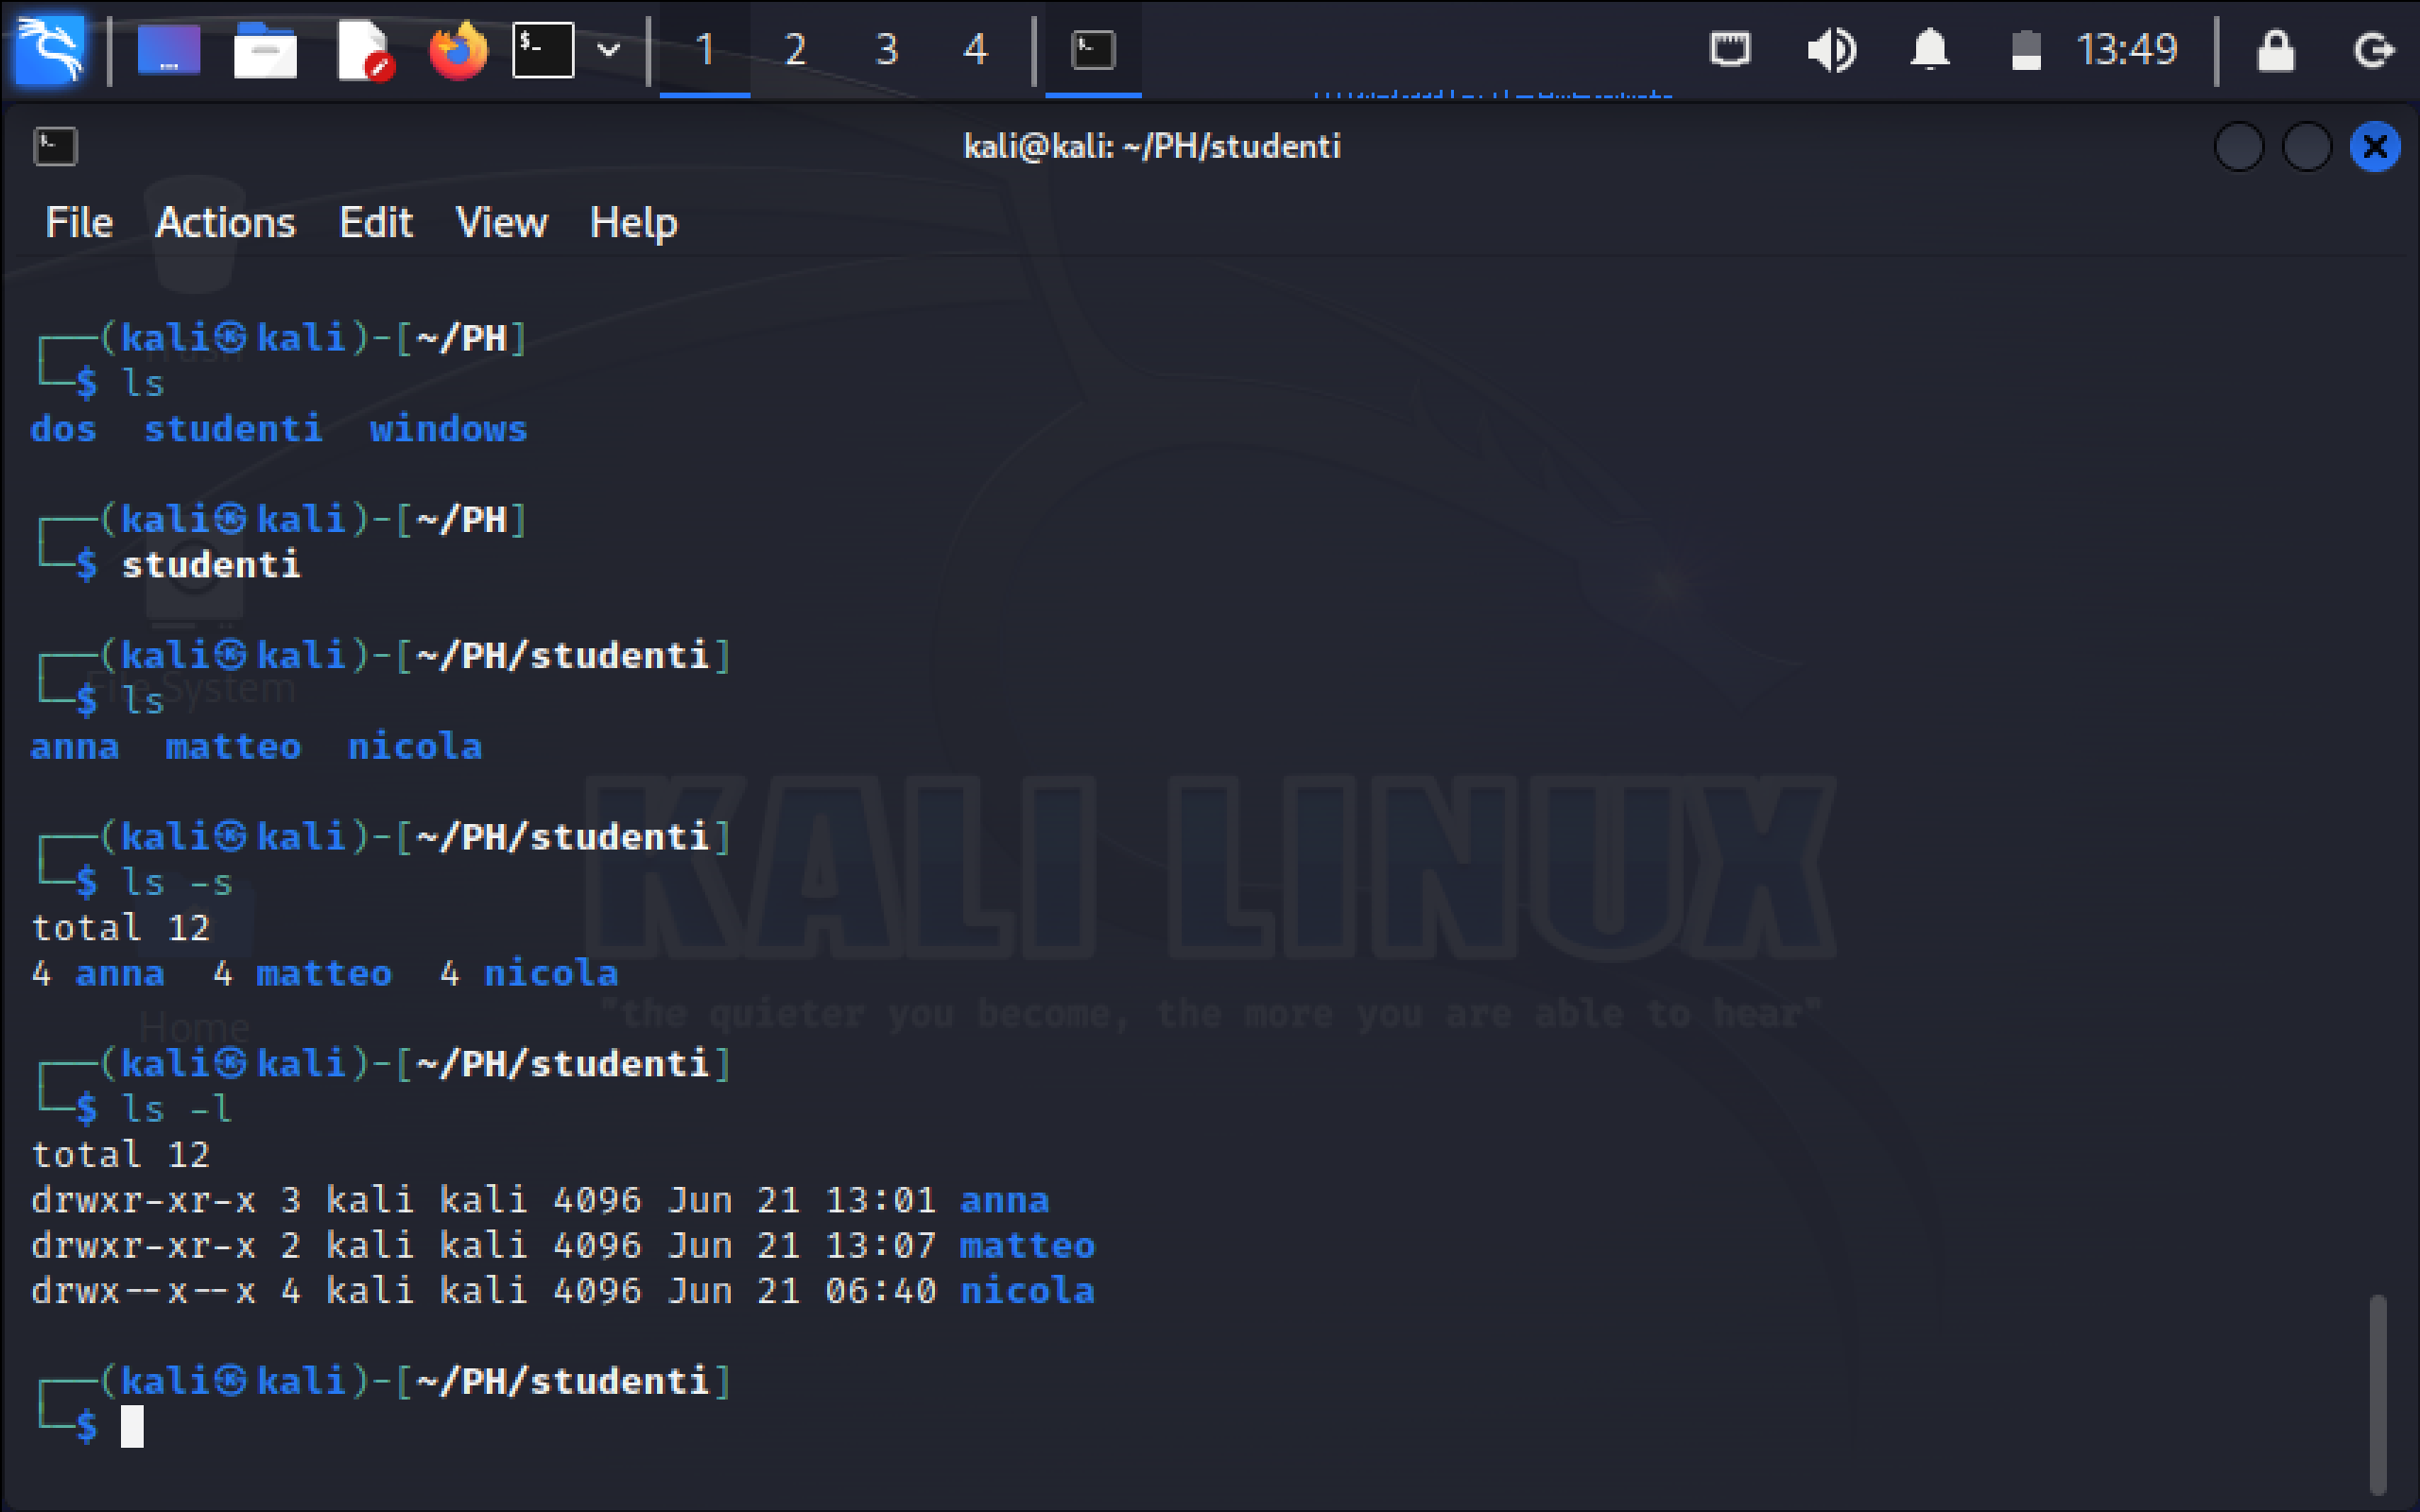 1 2 3 4 13:49
kali@kali: ~/PH/studenti
File Actions Edit View Help
┌──(kali㉿kali)-[~/PH]
└─$ ls
dos studenti windows
┌──(kali㉿kali)-[~/PH]
└─$ studenti
┌──(kali㉿kali)-[~/PH/studenti]
└─$ ls
File System
anna matteo nicola
┌──(kali㉿kali)-[~/PH/studenti]
└─$ ls -s
total 12
4 anna 4 matteo 4 nicola
KALI LINUX
"the quieter you become, the more you are able to hear"
Home
┌──(kali㉿kali)-[~/PH/studenti]
└─$ ls -l
total 12
drwxr-xr-x 3 kali kali 4096 Jun 21 13:01 anna
drwxr-xr-x 2 kali kali 4096 Jun 21 13:07 matteo
drwx--x--x 4 kali kali 4096 Jun 21 06:40 nicola
┌──(kali㉿kali)-[~/PH/studenti]
└─$